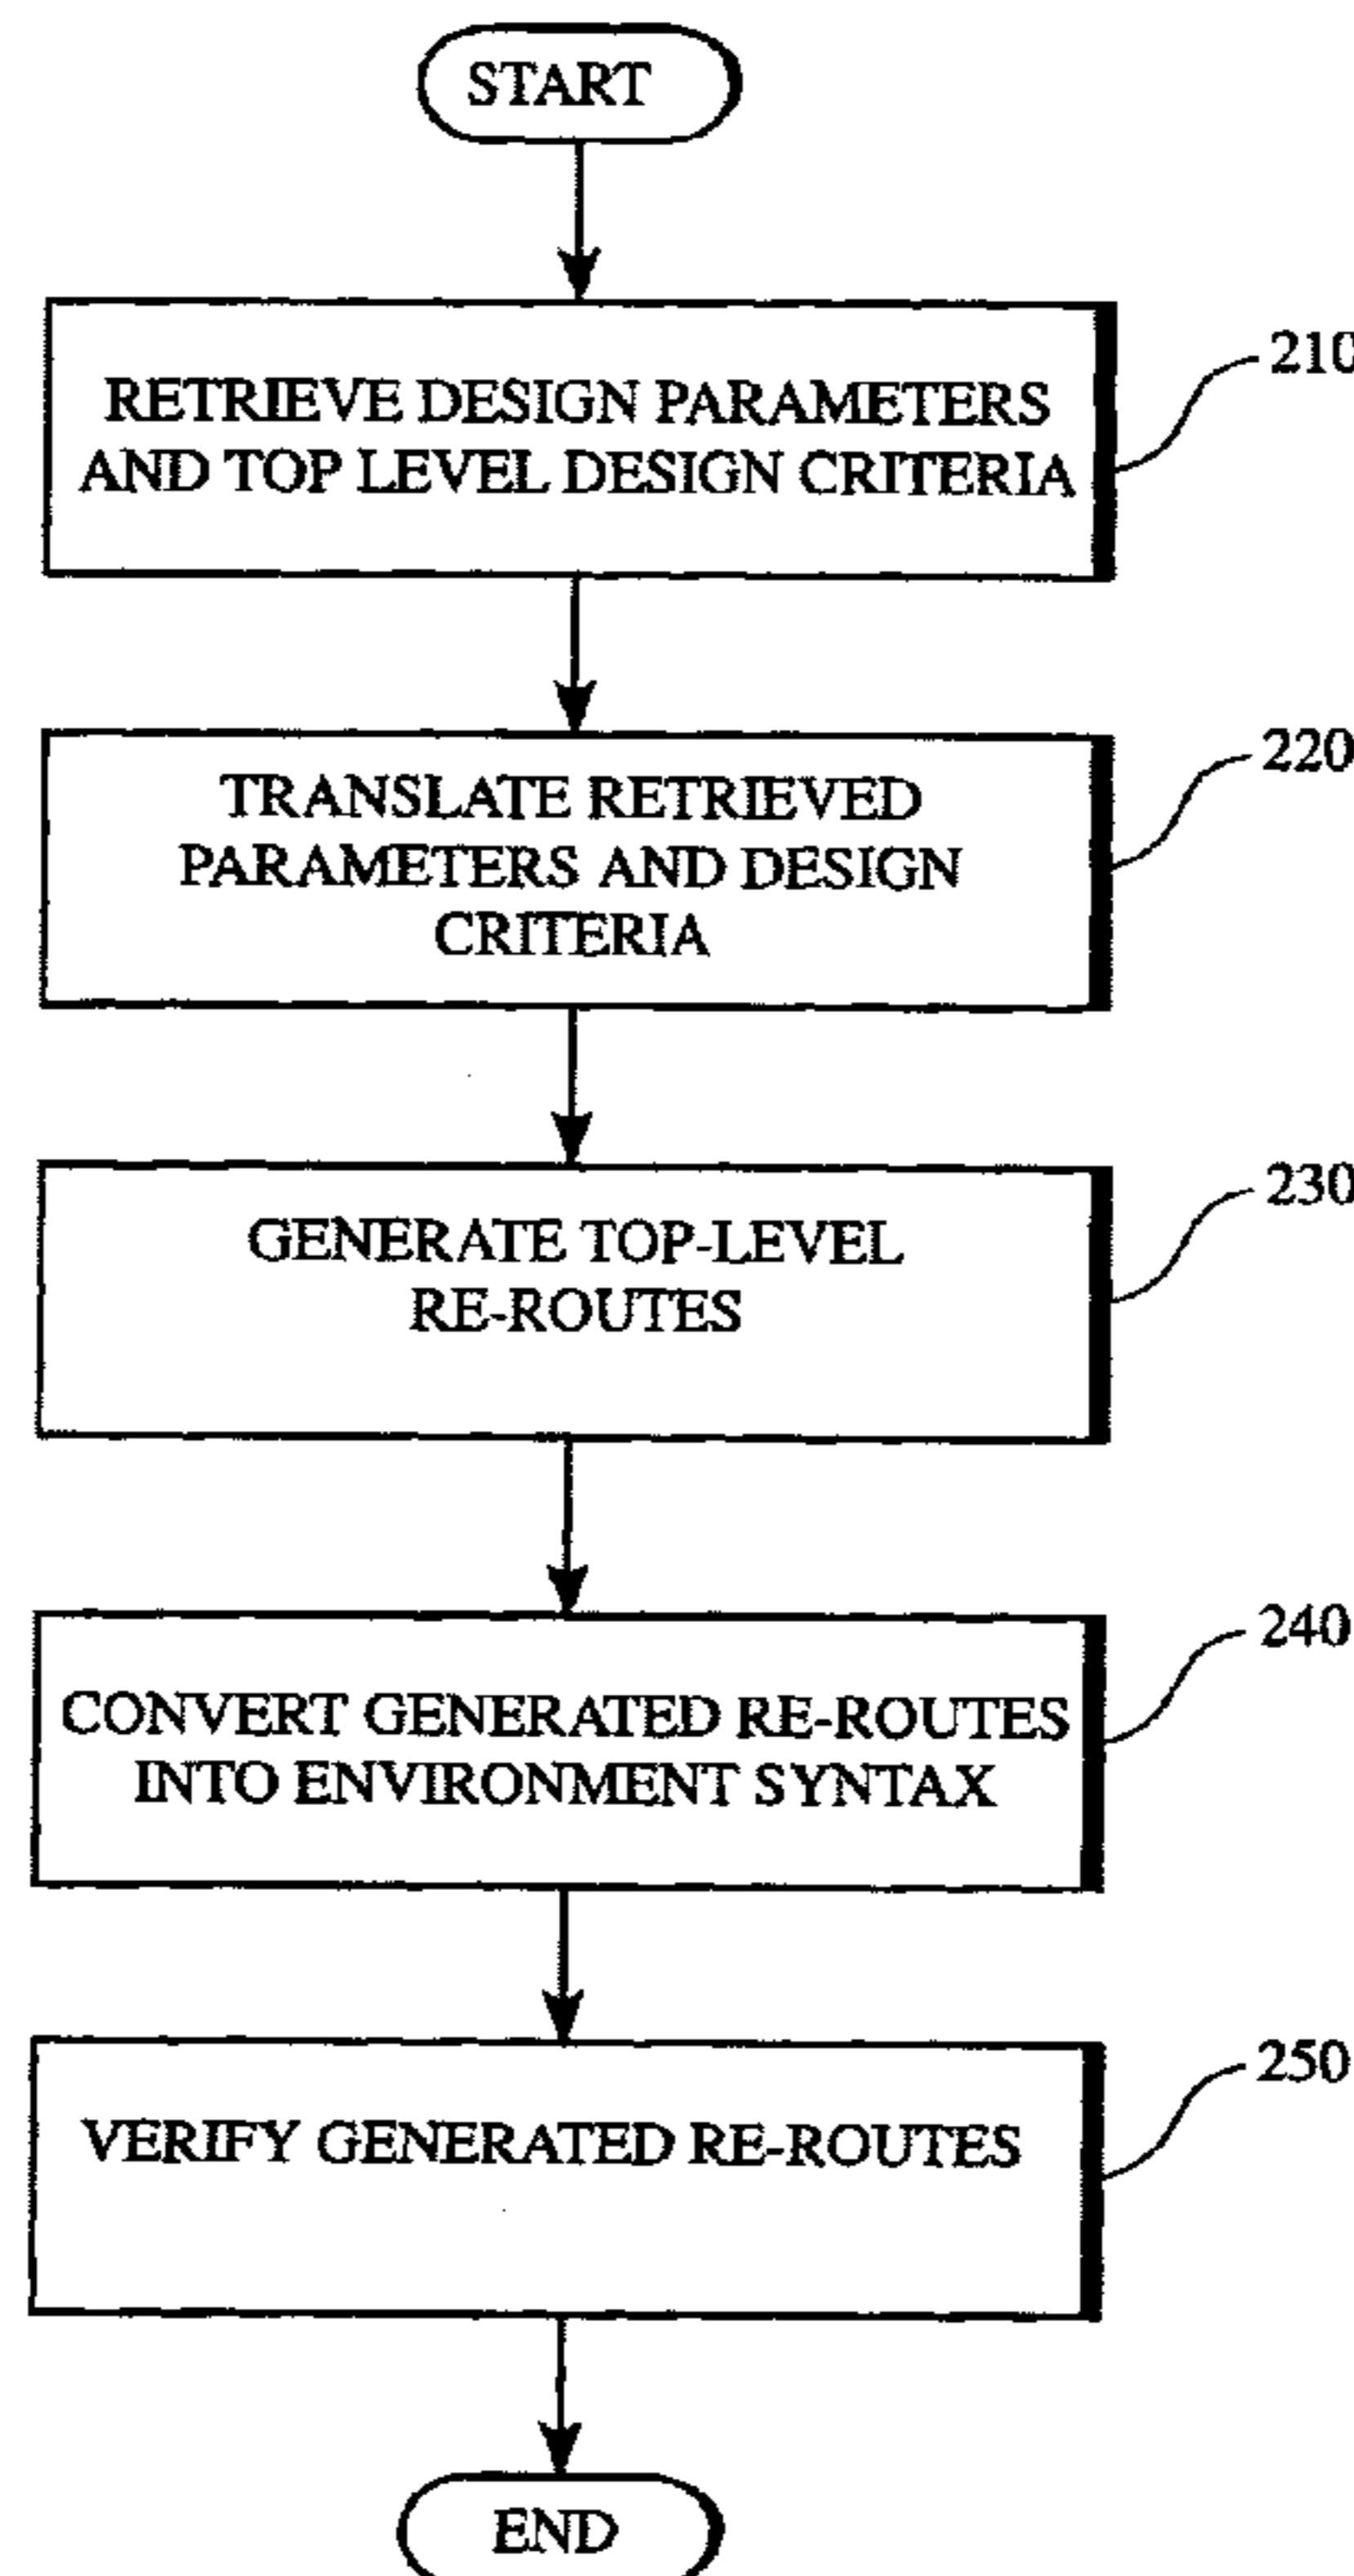 START
RETRIEVE DESIGN PARAMETERS
AND TOP LEVEL DESIGN CRITERIA
210
TRANSLATE RETRIEVED
PARAMETERS AND DESIGN
CRITERIA
220
GENERATE TOP-LEVEL
RE-ROUTES
230
CONVERT GENERATED RE-ROUTES
INTO ENVIRONMENT SYNTAX
240
VERIFY GENERATED RE-ROUTES
250
END